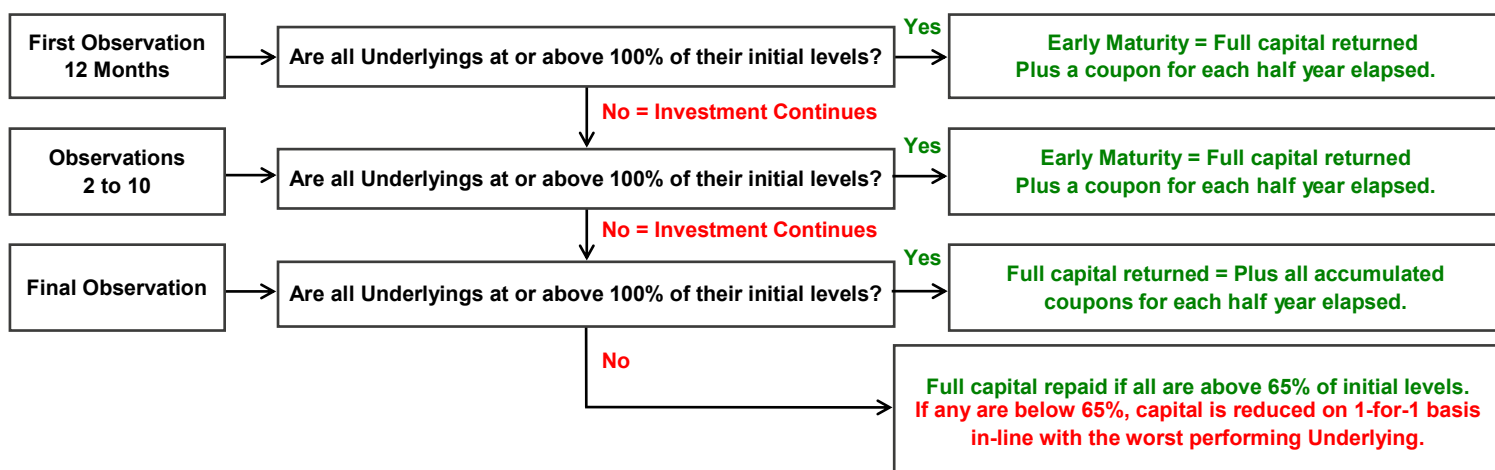 First Observation
12 Months
Are all Underlyings at or above 100% of their initial levels?
Yes
Early Maturity = Full capital returned
Plus a coupon for each half year elapsed.
No = Investment Continues
Observations
2 to 10
Are all Underlyings at or above 100% of their initial levels?
Yes
Early Maturity = Full capital returned
Plus a coupon for each half year elapsed.
No = Investment Continues
Final Observation
Are all Underlyings at or above 100% of their initial levels?
Yes
Full capital returned = Plus all accumulated
coupons for each half year elapsed.
No
Full capital repaid if all are above 65% of initial levels.
If any are below 65%, capital is reduced on 1-for-1 basis
in-line with the worst performing Underlying.